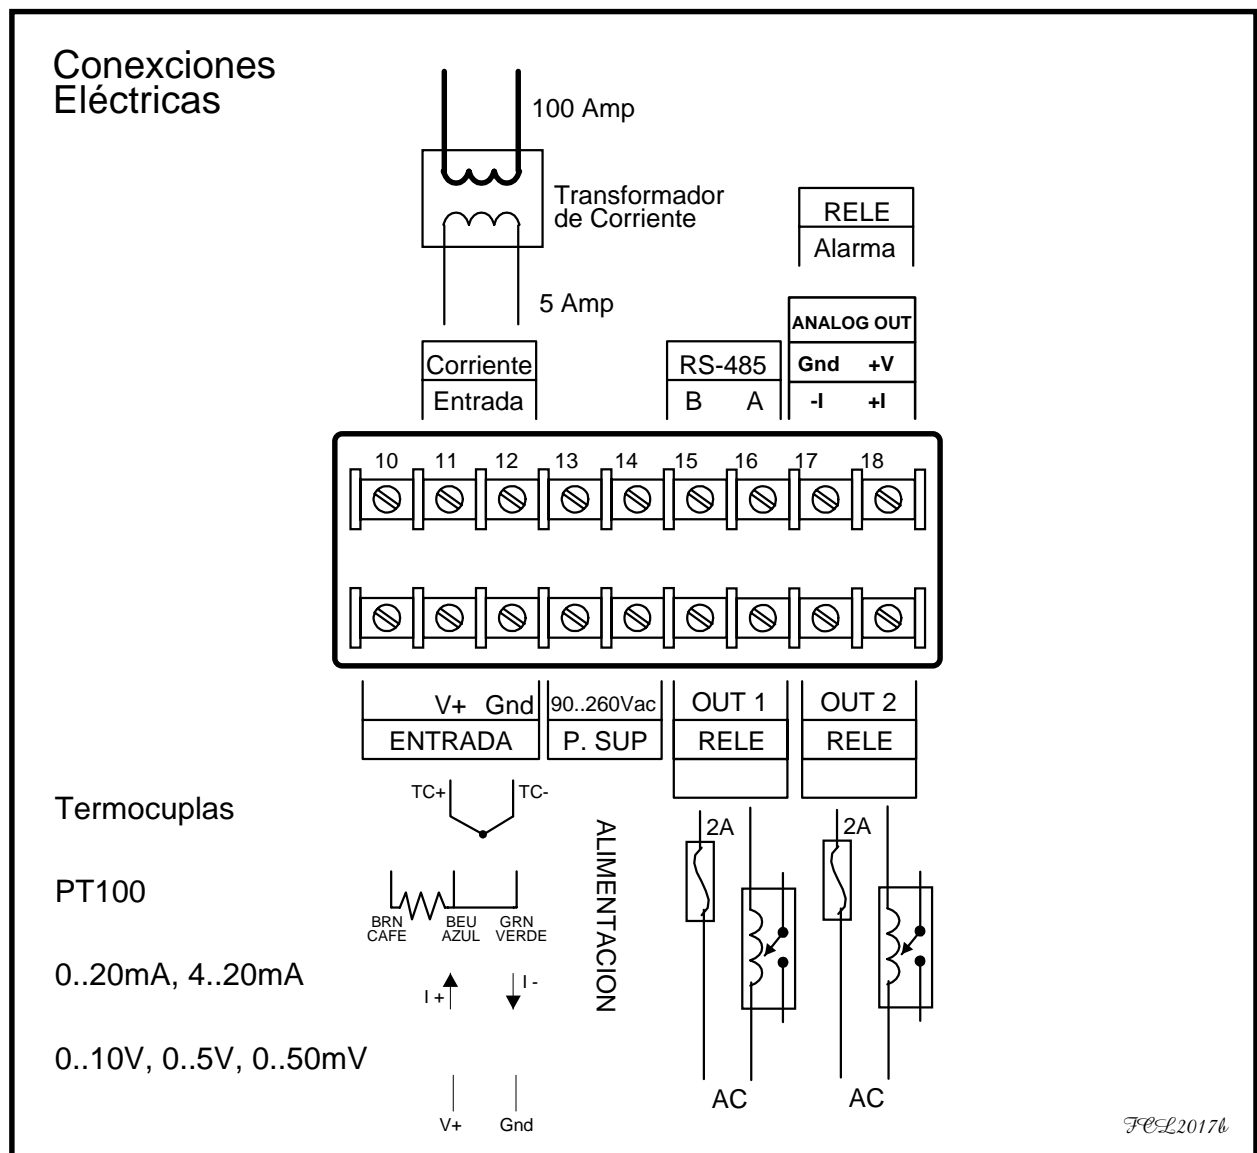 Conexciones
Eléctricas
100 Amp
Transformador
de Corriente
5 Amp
RELE
Alarma
ANALOG OUT
Gnd +V
-I +I
Corriente
Entrada
RS-485
B A
10 11 12 13 14 15 16 17 18
V+ Gnd
ENTRADA
90..260Vac
P. SUP
OUT 1
RELE
OUT 2
RELE
Termocuplas
TC+ TC-
ALIMENTACION
2A
2A
PT100
BRN
CAFE
BEU
AZUL
GRN
VERDE
0..20mA, 4..20mA
I + I -
0..10V, 0..5V, 0..50mV
V+ Gnd
AC
AC
FCL2017b